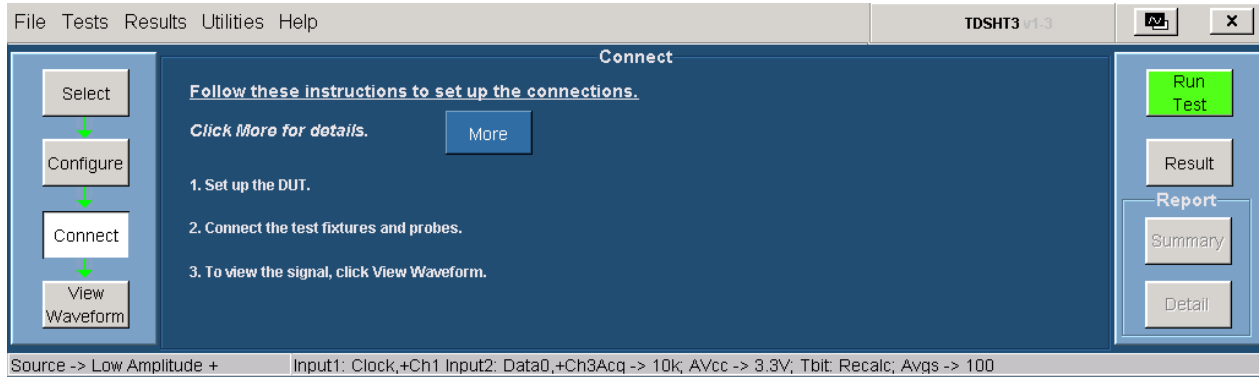 File Tests Results Utilities Help
TDSHT3 v1-3
x
Connect
Select
Configure
Connect
View
Waveform
Follow these instructions to set up the connections.
Click More for details.
More
1. Set up the DUT.
2. Connect the test fixtures and probes.
3. To view the signal, click View Waveform.
Run
Test
Result
Report
Summary
Detail
Source -> Low Amplitude + Input1: Clock,+Ch1 Input2: Data0,+Ch3Acq -> 10k; AVcc -> 3.3V; Tbit: Recalc; Avgs -> 100